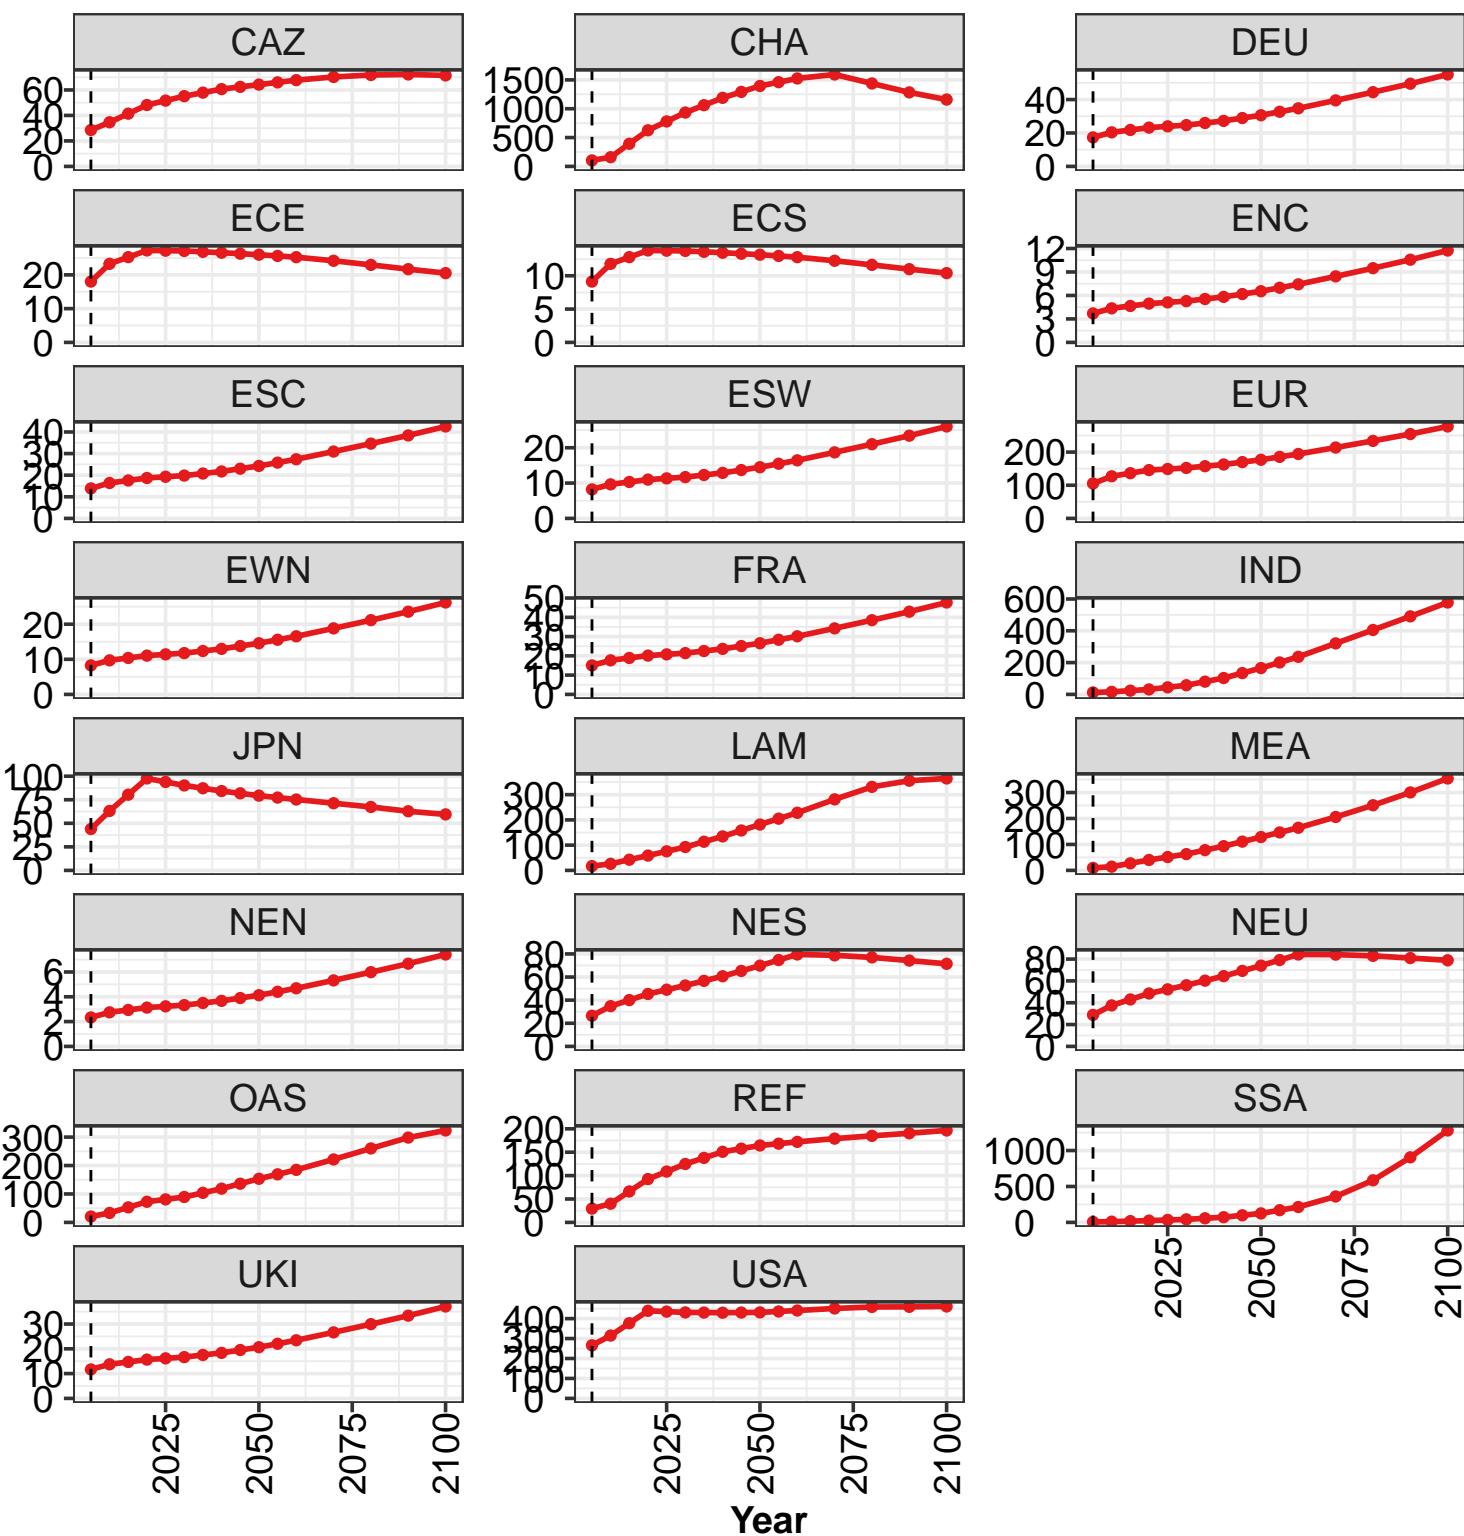 CAZ CHA DEU
60 40 20 0
1500 1000 500 0
40 20 0
ECE ECS ENC
20 10 0
10 5 0
12 9 6 3 0
ESC ESW EUR
40 30 20 10 0
20 10 0
200 100 0
EWN FRA IND
20 10 0
50 40 30 20 10 0
600 400 200 0
JPN LAM MEA
100 75 50 25 0
300 200 100 0
300 200 100 0
NEN NES NEU
6 4 2 0
80 60 40 20 0
80 60 40 20 0
OAS REF SSA
300 200 100 0
200 150 100 50 0
1000 500 0
2025 2050 2075 2100
UKI USA
30 20 10 0
400 300 200 100 0
2025 2050 2075 2100
2025 2050 2075 2100
Year